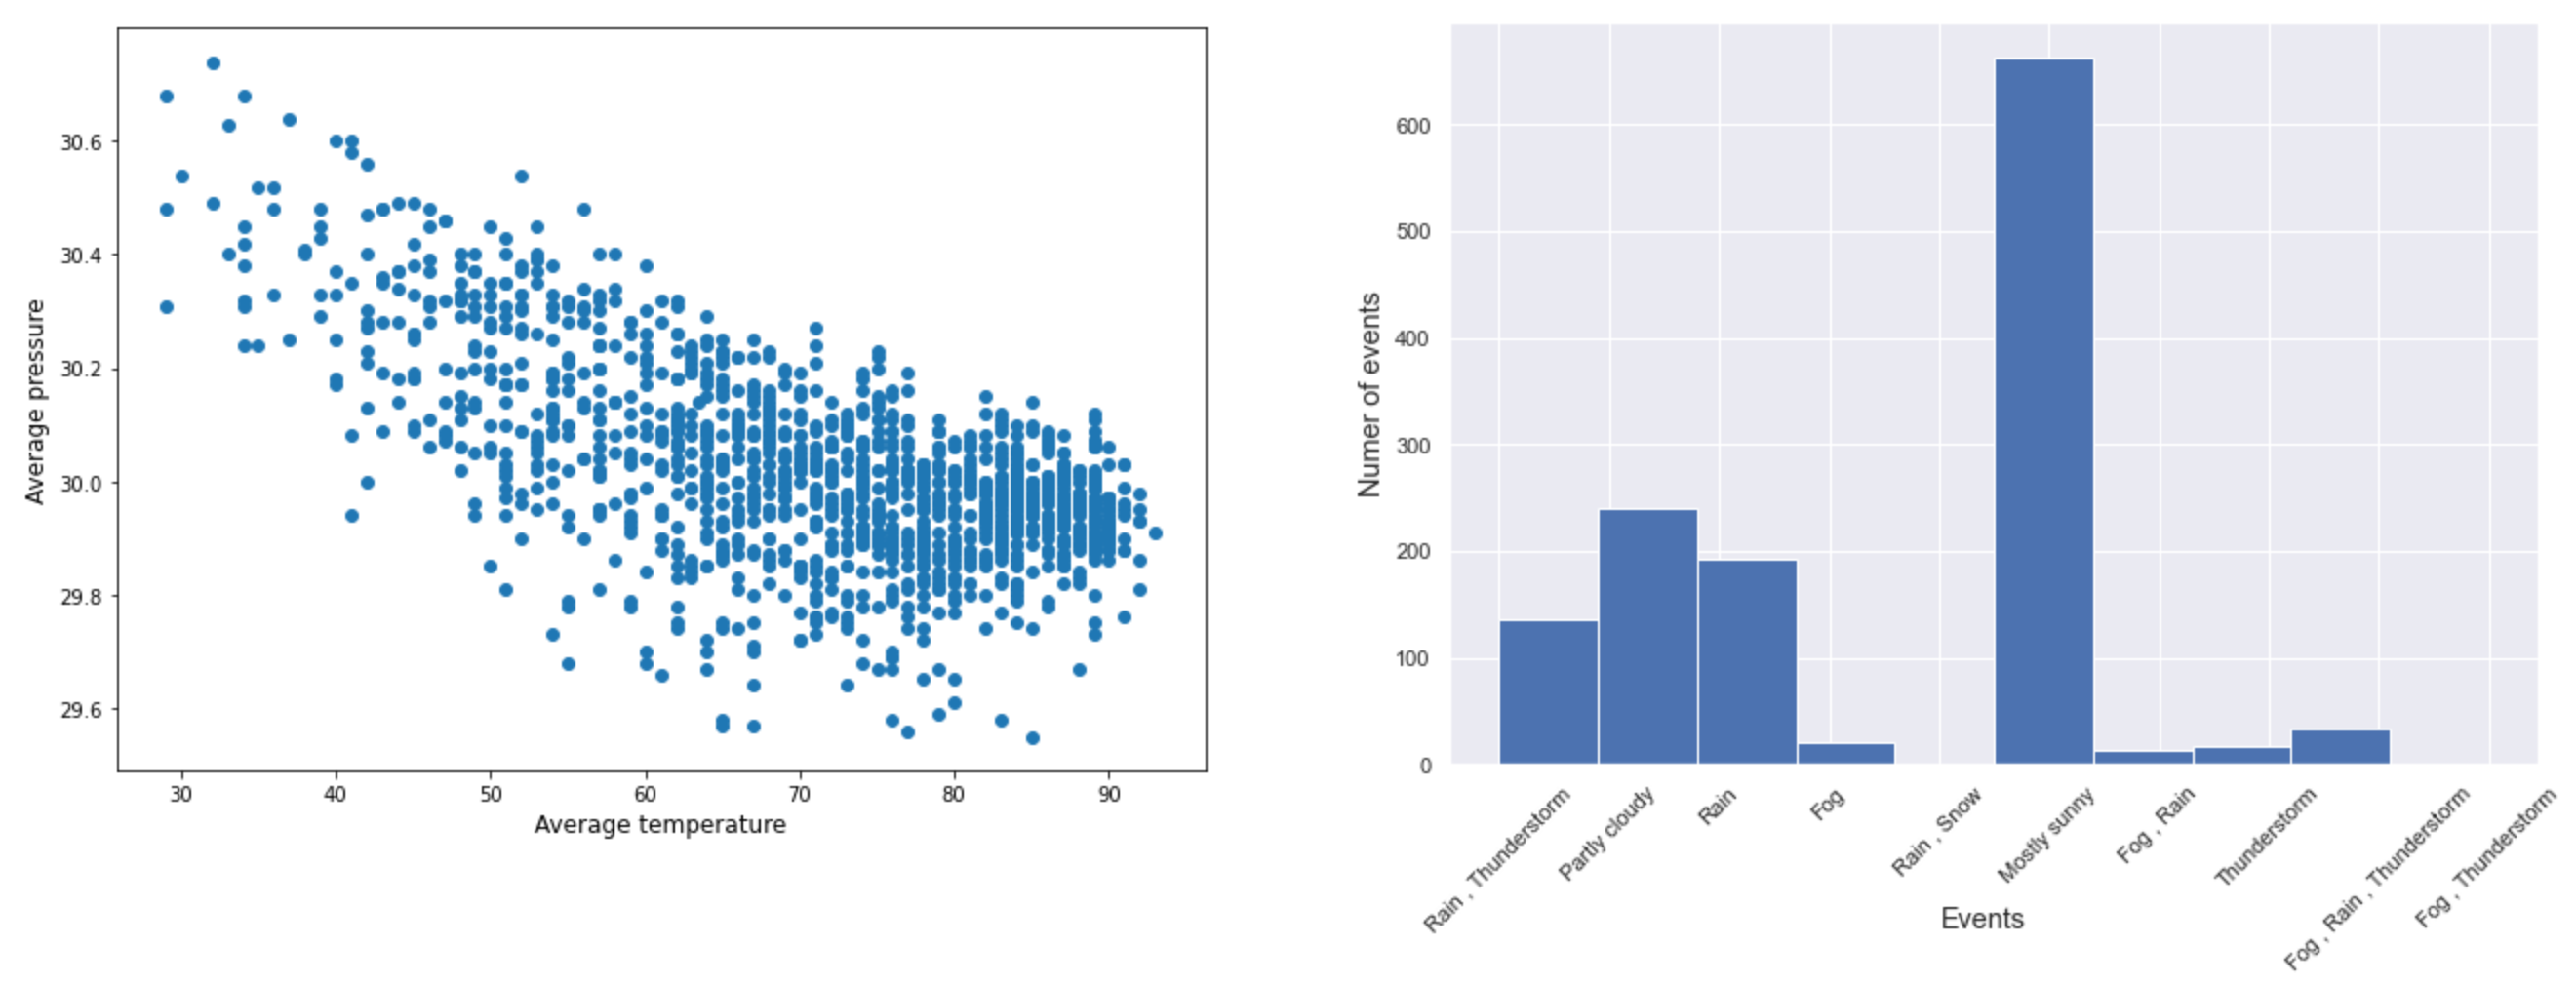 30.6
30.4
30.2
30.0
29.8
29.6
Average pressure
30 40 50 60 70 80 90
Average temperature
600
500
400
300
200
100
0
Numer of events
Rain , Thunderstorm
Partly cloudy
Rain
Fog
Rain , Snow
Mostly sunny
Fog , Rain
Thunderstorm
Fog , Rain , Thunderstorm
Fog , Thunderstorm
Events